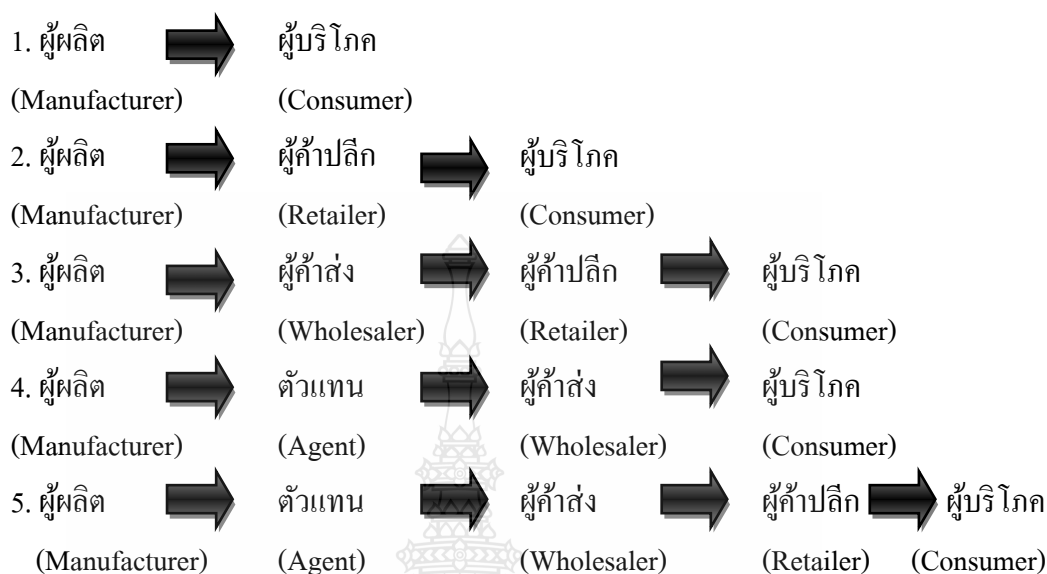 1. ผู้ผลิต ผู้บริโภค
(Manufacturer) (Consumer)
2. ผู้ผลิต ผู้ค้าปลีก ผู้บริโภค
(Manufacturer) (Retailer) (Consumer)
3. ผู้ผลิต ผู้ค้าส่ง ผู้ค้าปลีก ผู้บริโภค
(Manufacturer) (Wholesaler) (Retailer) (Consumer)
4. ผู้ผลิต ตัวแทน ผู้ค้าส่ง ผู้บริโภค
(Manufacturer) (Agent) (Wholesaler) (Consumer)
5. ผู้ผลิต ตัวแทน ผู้ค้าส่ง ผู้ค้าปลีก ผู้บริโภค
(Manufacturer) (Agent) (Wholesaler) (Retailer) (Consumer)